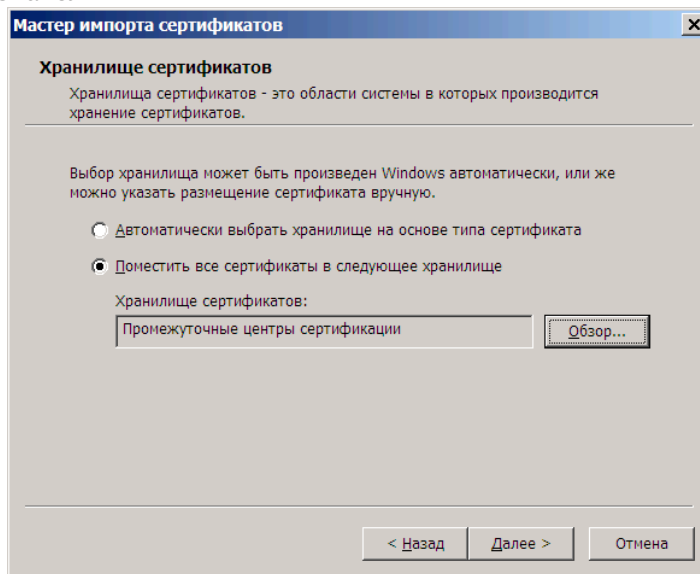 Мастер импорта сертификатов
Хранилище сертификатов
Хранилища сертификатов - это области системы в которых производится
хранение сертификатов.
Выбор хранилища может быть произведен Windows автоматически, или же
можно указать размещение сертификата вручную.
Автоматически выбрать хранилище на основе типа сертификата
Поместить все сертификаты в следующее хранилище
Хранилище сертификатов:
Промежуточные центры сертификации
Обзор...
< Назад
Далее >
Отмена